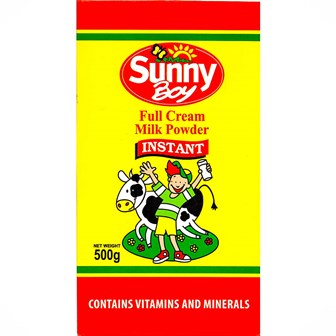 Sunny
Boy
Full Cream
Milk Powder
INSTANT
NET WEIGHT
500g
CONTAINS VITAMINS AND MINERALS